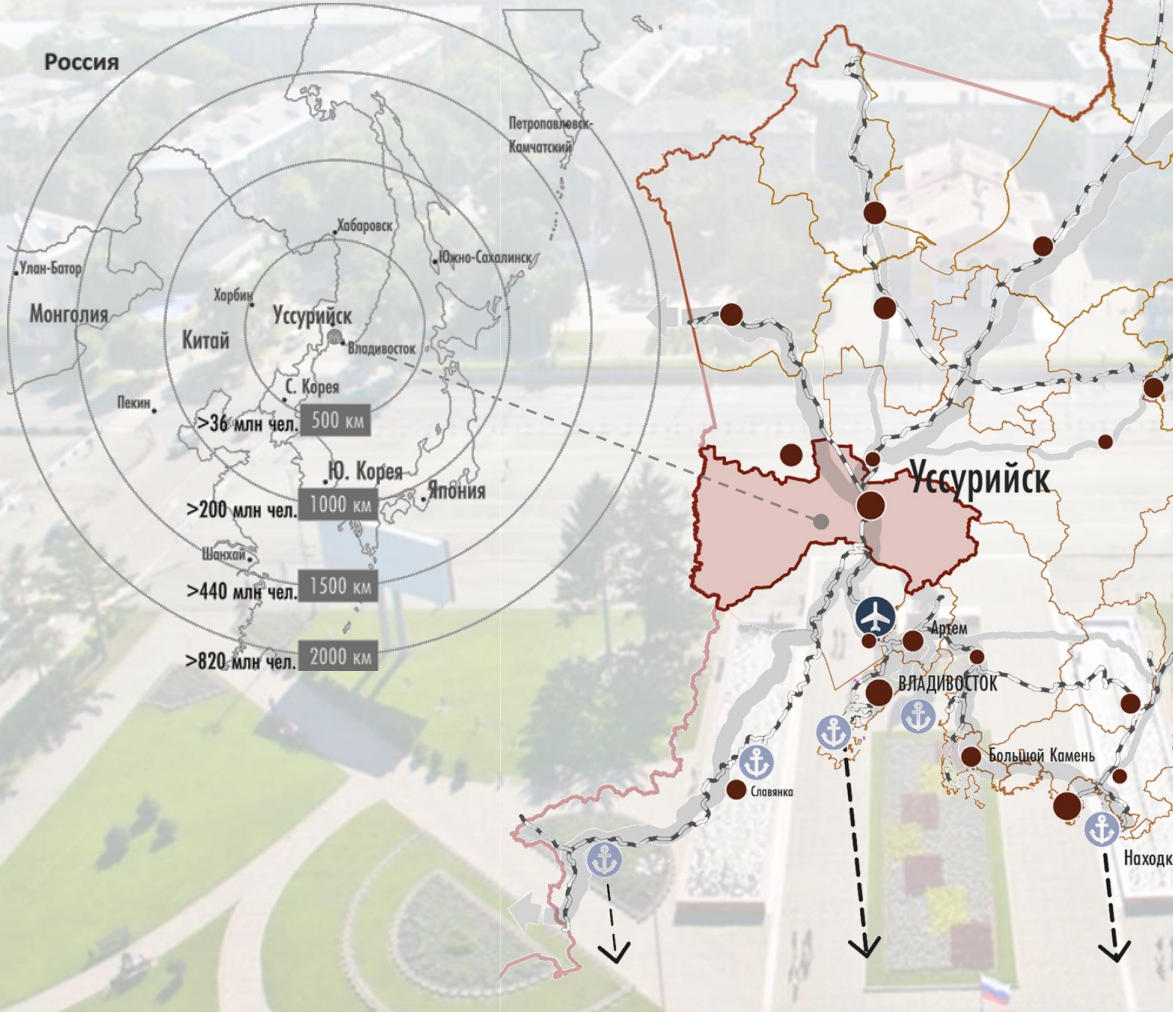 Россия
Петропавловск-
Камчатский
Хабаровск
Южно-Сахалинск
Улан-Батор
Харбин
Монголия
Уссурийск
Китай
Владивосток
С. Корея
Пекин
>36 млн чел. 500 км
Ю. Корея
Япония
>200 млн чел. 1000 км
Шанхай
>440 млн чел. 1500 км
>820 млн чел. 2000 км
Уссурийск
Артем
ВЛАДИВОСТОК
Большой Камень
Славянка
Находк